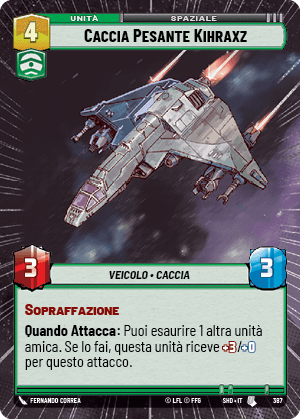 4
UNITÀ
SPAZIALE
CACCIA PESANTE KIHRAXZ
3
VEICOLO • CACCIA
3
SOPRAFFAZIONE
Quando Attacca: Puoi esaurire 1 altra unità
amica. Se lo fai, questa unità riceve +3/+0
per questo attacco.
FERNANDO CORREA
© LFL © FFG
SHD • IT
387